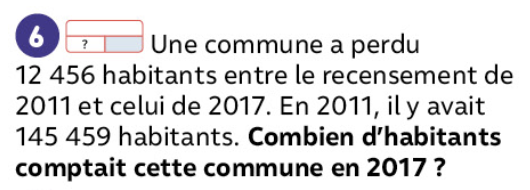 6 ? Une commune a perdu
12 456 habitants entre le recensement de
2011 et celui de 2017. En 2011, il y avait
145 459 habitants. Combien d’habitants
comptait cette commune en 2017 ?